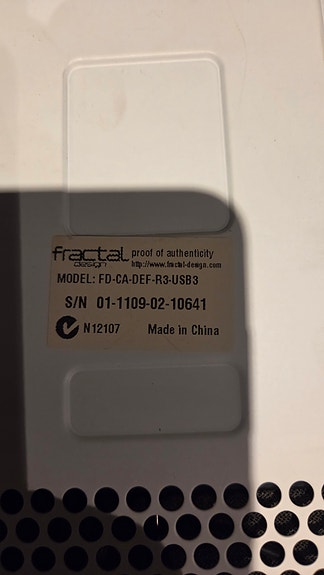 fractal design proof of authenticity
http://www.fractal-design.com
MODEL: FD-CA-DEF-R3-USB3
S/N 01-1109-02-10641
N12107 Made in China